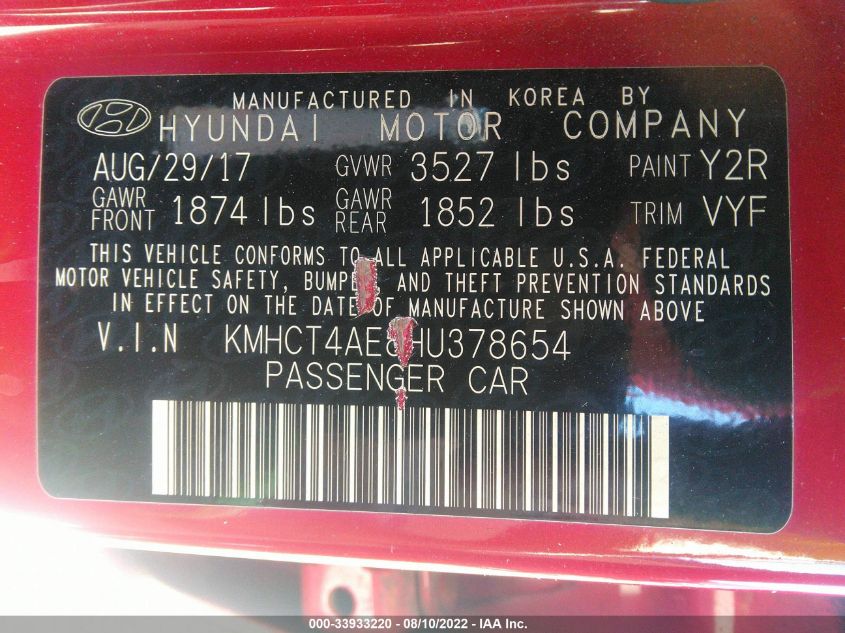 MANUFACTURED IN KOREA BY
HYUNDAI MOTOR COMPANY
AUG/29/17 GVWR 3527 lbs PAINT Y2R
GAWR FRONT 1874 lbs GAWR REAR 1852 lbs TRIM VYF
THIS VEHICLE CONFORMS TO ALL APPLICABLE U.S.A. FEDERAL
MOTOR VEHICLE SAFETY, BUMPER, AND THEFT PREVENTION STANDARDS
IN EFFECT ON THE DATE OF MANUFACTURE SHOWN ABOVE
V.I.N KMHCT4AE8HU378654
PASSENGER CAR
000-33933220 - 08/10/2022 - IAA Inc.